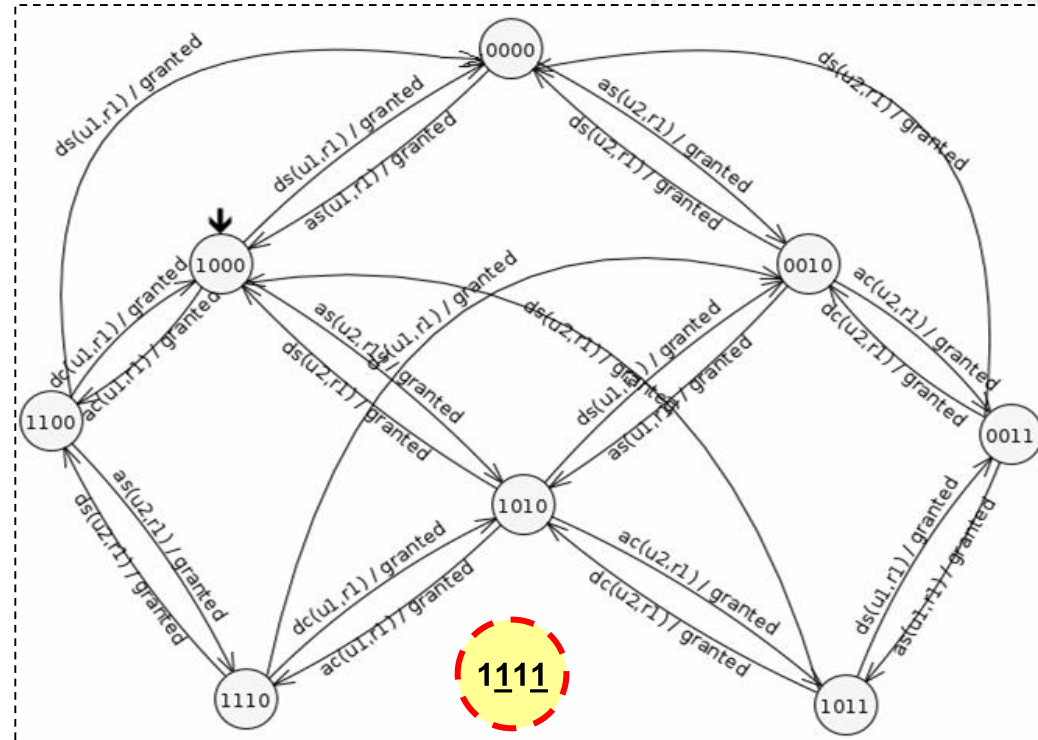 0000
ds(u1,r1) / granted
ds(u2,r1) / granted
ds(u1,r1) / granted
as(u1,r1) / granted
as(u2,r1) / granted
ds(u2,r1) / granted
1000
0010
dc(u1,r1) / granted
ac(u1,r1) / granted
as(u2,r1) / granted
ds(u2,r1) / granted
ds(u1,r1) / granted
ds(u2,r1) / granted
ds(u1,r1) / granted
as(u1,r1) / granted
ac(u2,r1) / granted
dc(u2,r1) / granted
1100
0011
as(u2,r1) / granted
ds(u2,r1) / granted
1010
dc(u1,r1) / granted
ac(u1,r1) / granted
ac(u2,r1) / granted
dc(u2,r1) / granted
ds(u1,r1) / granted
as(u1,r1) / granted
1110
1111
1011